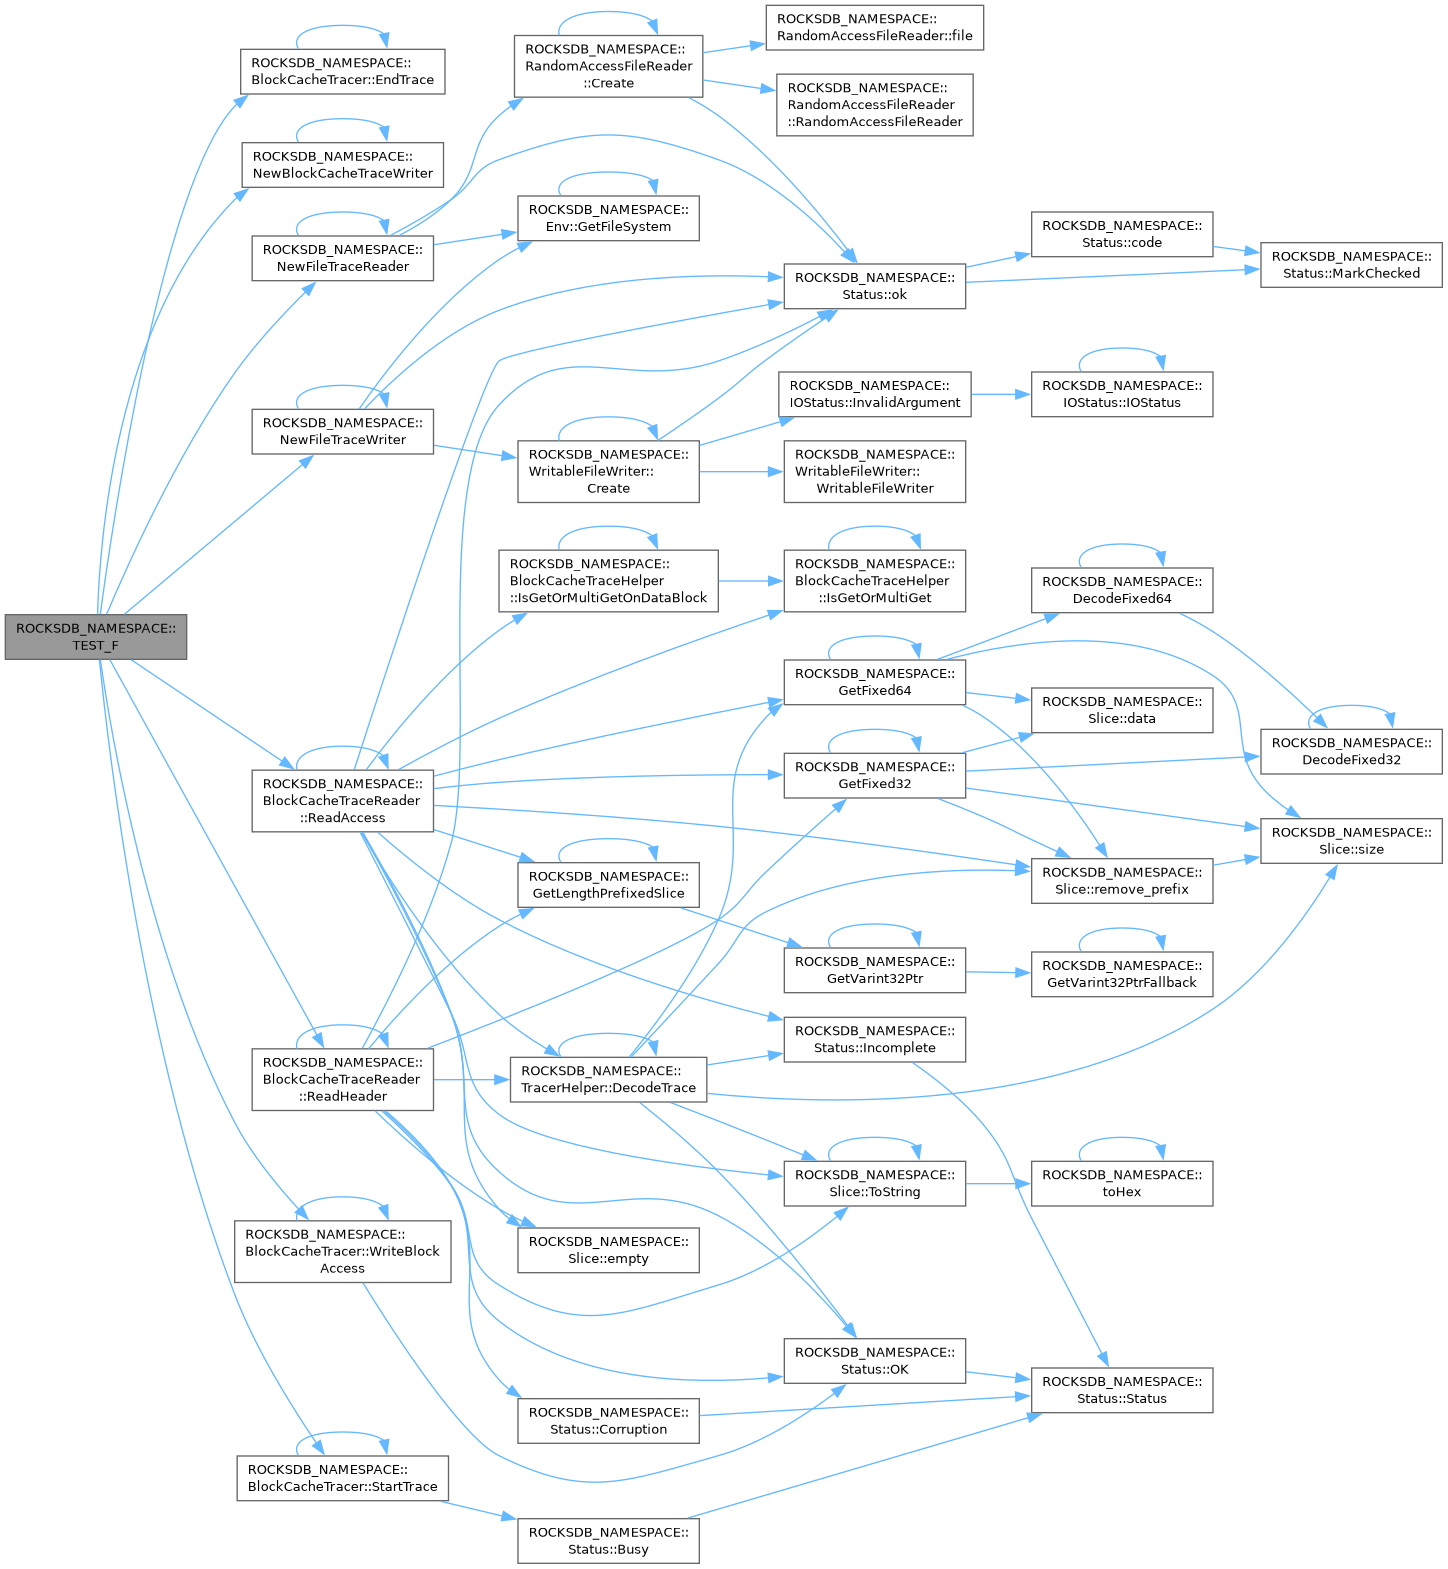 ROCKSDB_NAMESPACE::
TEST_F
ROCKSDB_NAMESPACE::
BlockCacheTracer::EndTrace
ROCKSDB_NAMESPACE::
NewBlockCacheTraceWriter
ROCKSDB_NAMESPACE::
NewFileTraceReader
ROCKSDB_NAMESPACE::
NewFileTraceWriter
ROCKSDB_NAMESPACE::
BlockCacheTraceReader
::ReadAccess
ROCKSDB_NAMESPACE::
BlockCacheTraceReader
::ReadHeader
ROCKSDB_NAMESPACE::
BlockCacheTracer::WriteBlock
Access
ROCKSDB_NAMESPACE::
BlockCacheTracer::StartTrace
ROCKSDB_NAMESPACE::
RandomAccessFileReader
::Create
ROCKSDB_NAMESPACE::
Env::GetFileSystem
ROCKSDB_NAMESPACE::
WritableFileWriter::
Create
ROCKSDB_NAMESPACE::
BlockCacheTraceHelper
::IsGetOrMultiGetOnDataBlock
ROCKSDB_NAMESPACE::
GetLengthPrefixedSlice
ROCKSDB_NAMESPACE::
TracerHelper::DecodeTrace
ROCKSDB_NAMESPACE::
Slice::empty
ROCKSDB_NAMESPACE::
Status::Corruption
ROCKSDB_NAMESPACE::
Status::Busy
ROCKSDB_NAMESPACE::
RandomAccessFileReader::file
ROCKSDB_NAMESPACE::
RandomAccessFileReader
::RandomAccessFileReader
ROCKSDB_NAMESPACE::
Status::ok
ROCKSDB_NAMESPACE::
IOStatus::InvalidArgument
ROCKSDB_NAMESPACE::
WritableFileWriter::
WritableFileWriter
ROCKSDB_NAMESPACE::
BlockCacheTraceHelper
::IsGetOrMultiGet
ROCKSDB_NAMESPACE::
GetFixed64
ROCKSDB_NAMESPACE::
GetFixed32
ROCKSDB_NAMESPACE::
GetVarint32Ptr
ROCKSDB_NAMESPACE::
Status::Incomplete
ROCKSDB_NAMESPACE::
Slice::ToString
ROCKSDB_NAMESPACE::
Status::OK
ROCKSDB_NAMESPACE::
Status::code
ROCKSDB_NAMESPACE::
IOStatus::IOStatus
ROCKSDB_NAMESPACE::
DecodeFixed64
ROCKSDB_NAMESPACE::
Slice::data
ROCKSDB_NAMESPACE::
Slice::remove_prefix
ROCKSDB_NAMESPACE::
GetVarint32PtrFallback
ROCKSDB_NAMESPACE::
toHex
ROCKSDB_NAMESPACE::
Status::Status
ROCKSDB_NAMESPACE::
Status::MarkChecked
ROCKSDB_NAMESPACE::
DecodeFixed32
ROCKSDB_NAMESPACE::
Slice::size